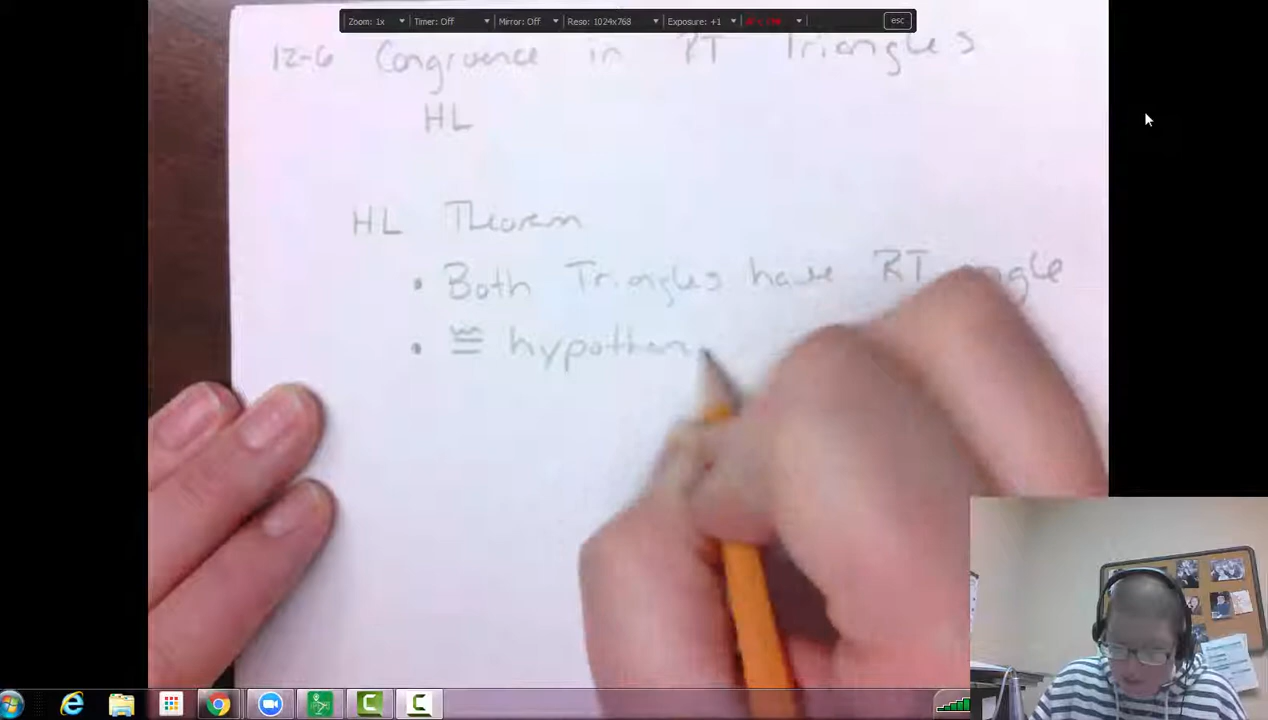 Zoom: 1x Timer: Off Mirror: Off Reso: 1024x768 Exposure: +1 esc
12-6 Congruence in RT Triangles
HL
HL Theorem
• Both Triangles have RT angle
• ≅ hypothen